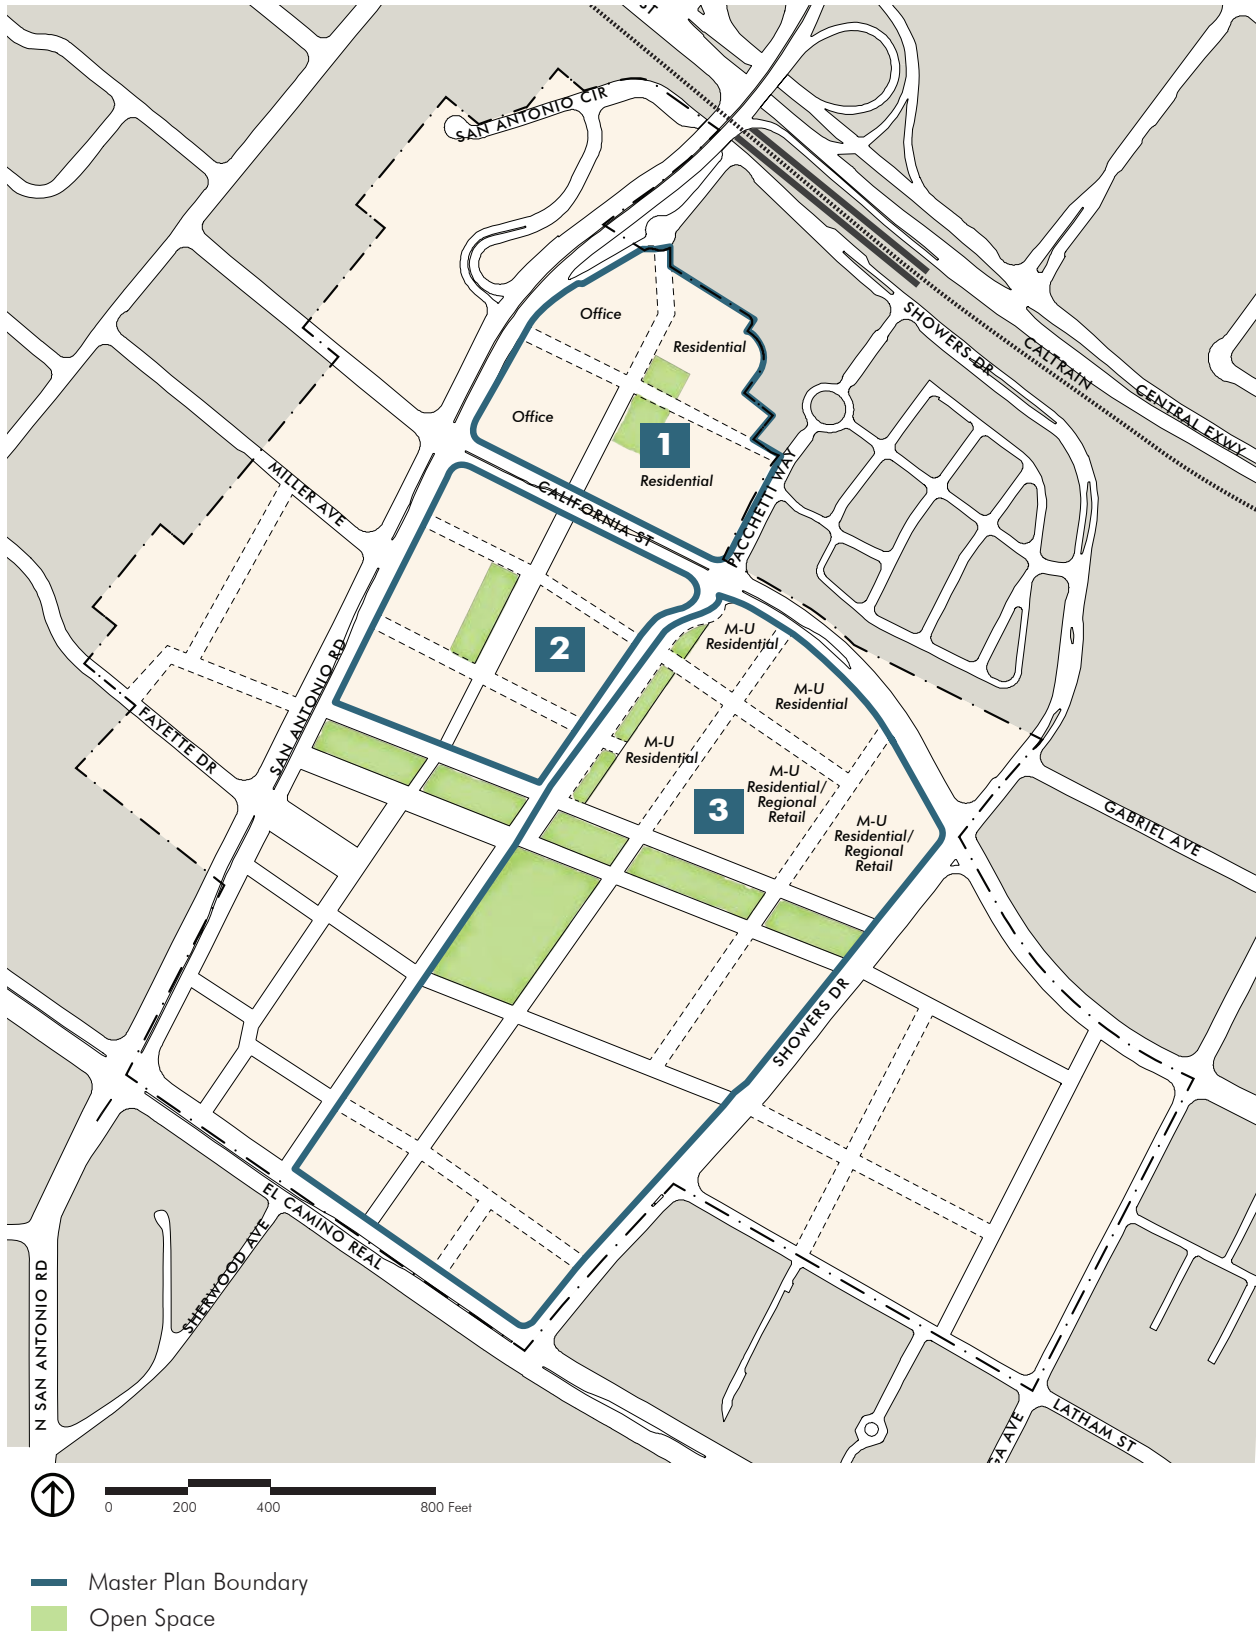 ST
SAN ANTONIO CIR
Office
Residential
SHOWERS DR
CALTRAIN
CENTRAL EXWY
Office
1
Residential
PACCHETTI WAY
MILLER AVE
CALIFORNIA ST
2
M-U
Residential
M-U
Residential
SAN ANTONIO RD
FAYETTE DR
M-U
Residential
M-U
Residential/
Regional
Retail
3
M-U
Residential/
Regional
Retail
GABRIEL AVE
SHOWERS DR
EL CAMINO REAL
SHERWOOD AVE
N SAN ANTONIO RD
LATHAM ST
GA AVE
0
200
400
800 Feet
Master Plan Boundary
Open Space